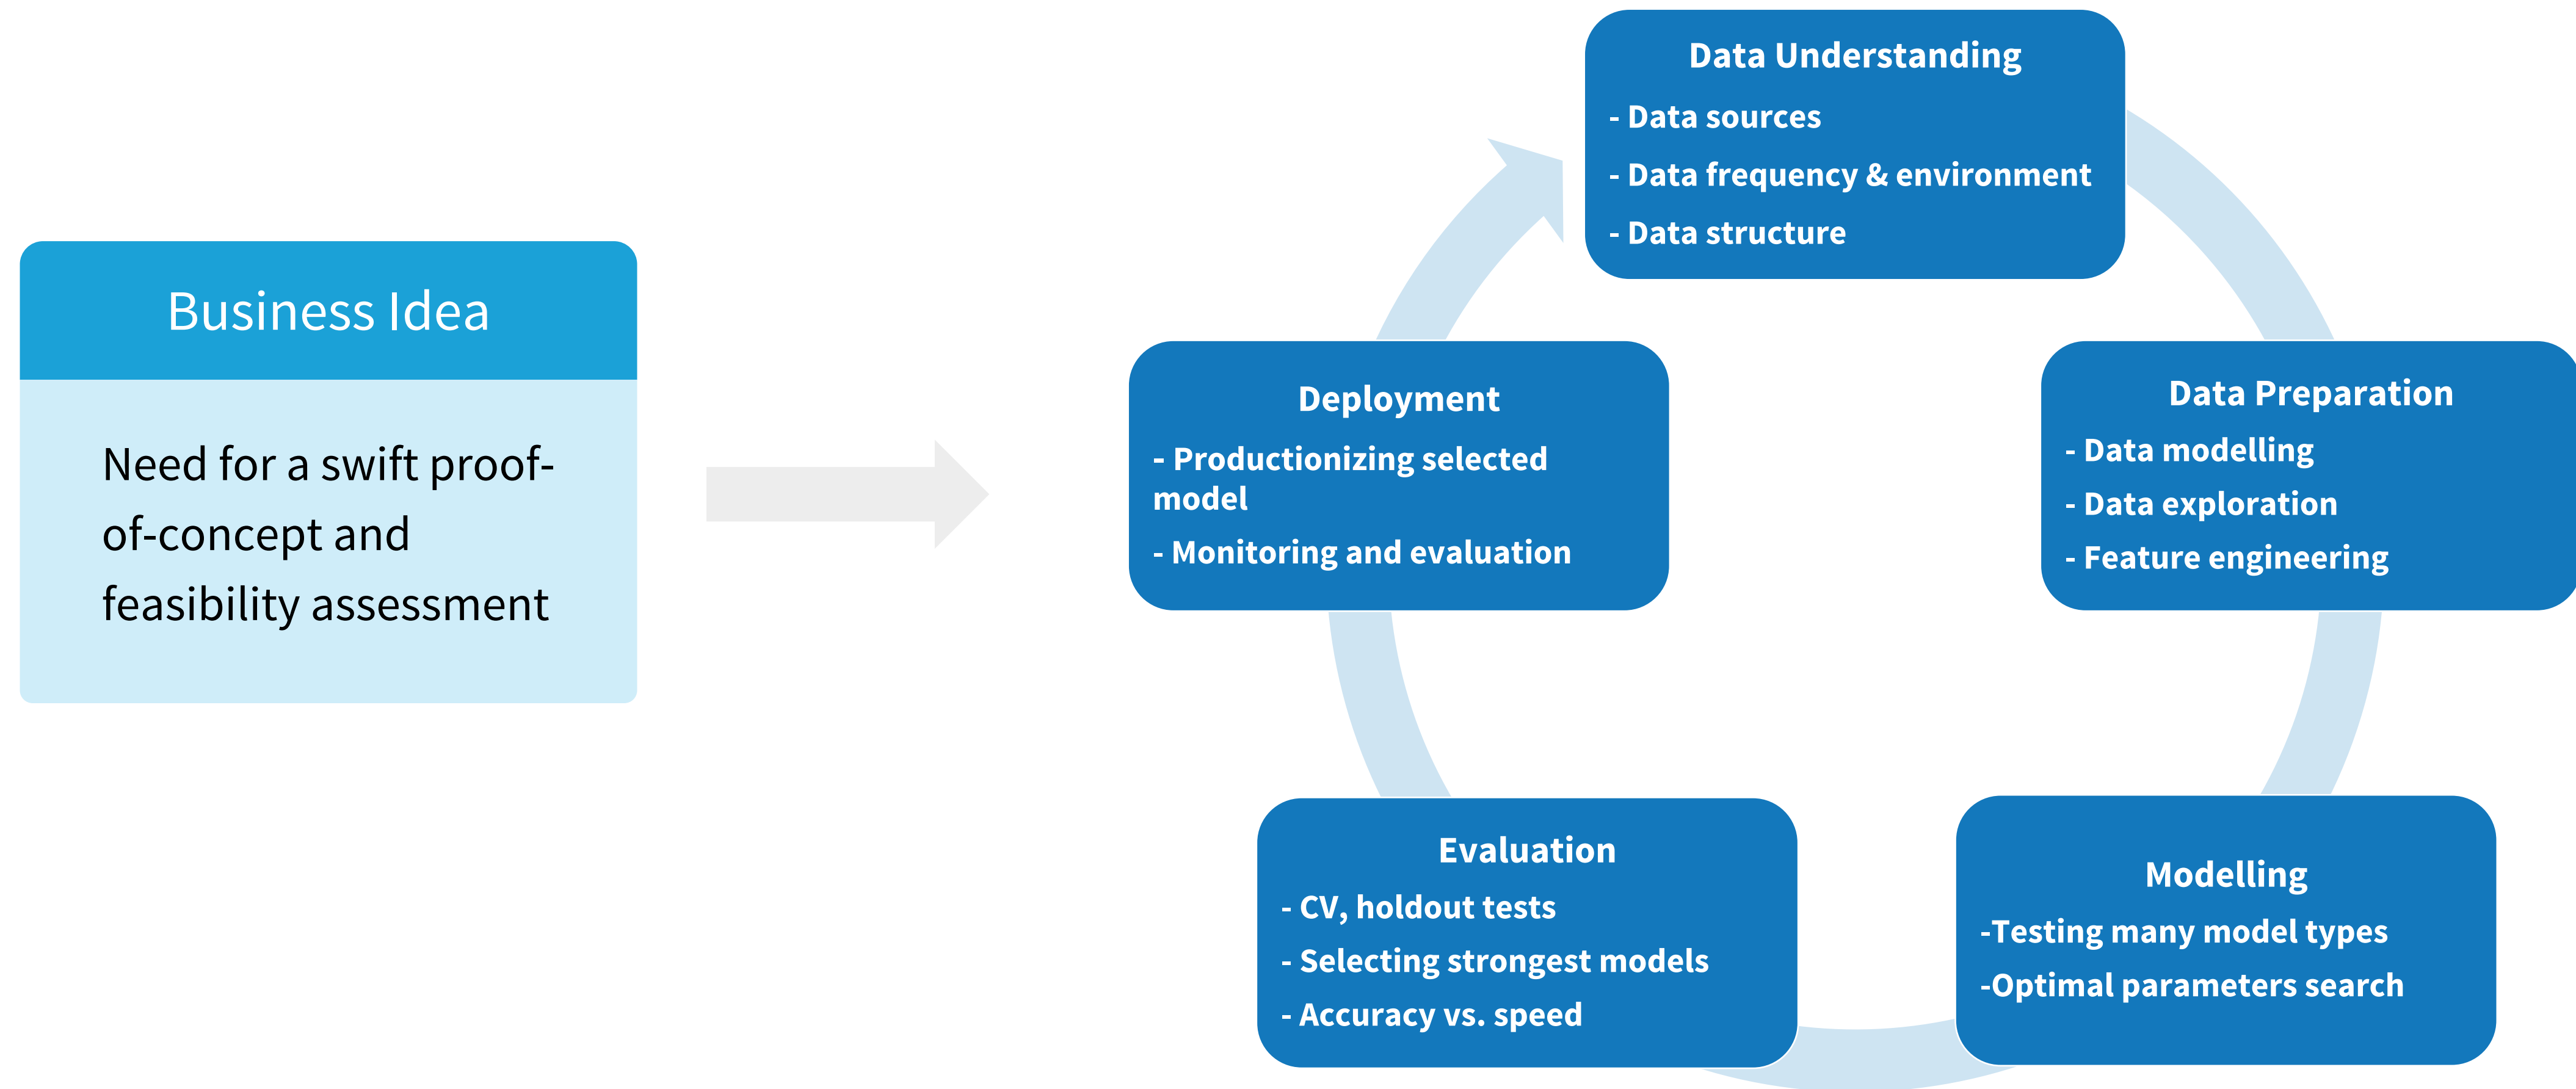 Business Idea
Need for a swift proof-
of-concept and
feasibility assessment
Data Understanding
- Data sources
- Data frequency & environment
- Data structure
Data Preparation
- Data modelling
- Data exploration
- Feature engineering
Modelling
-Testing many model types
-Optimal parameters search
Evaluation
- CV, holdout tests
- Selecting strongest models
- Accuracy vs. speed
Deployment
- Productionizing selected
model
- Monitoring and evaluation